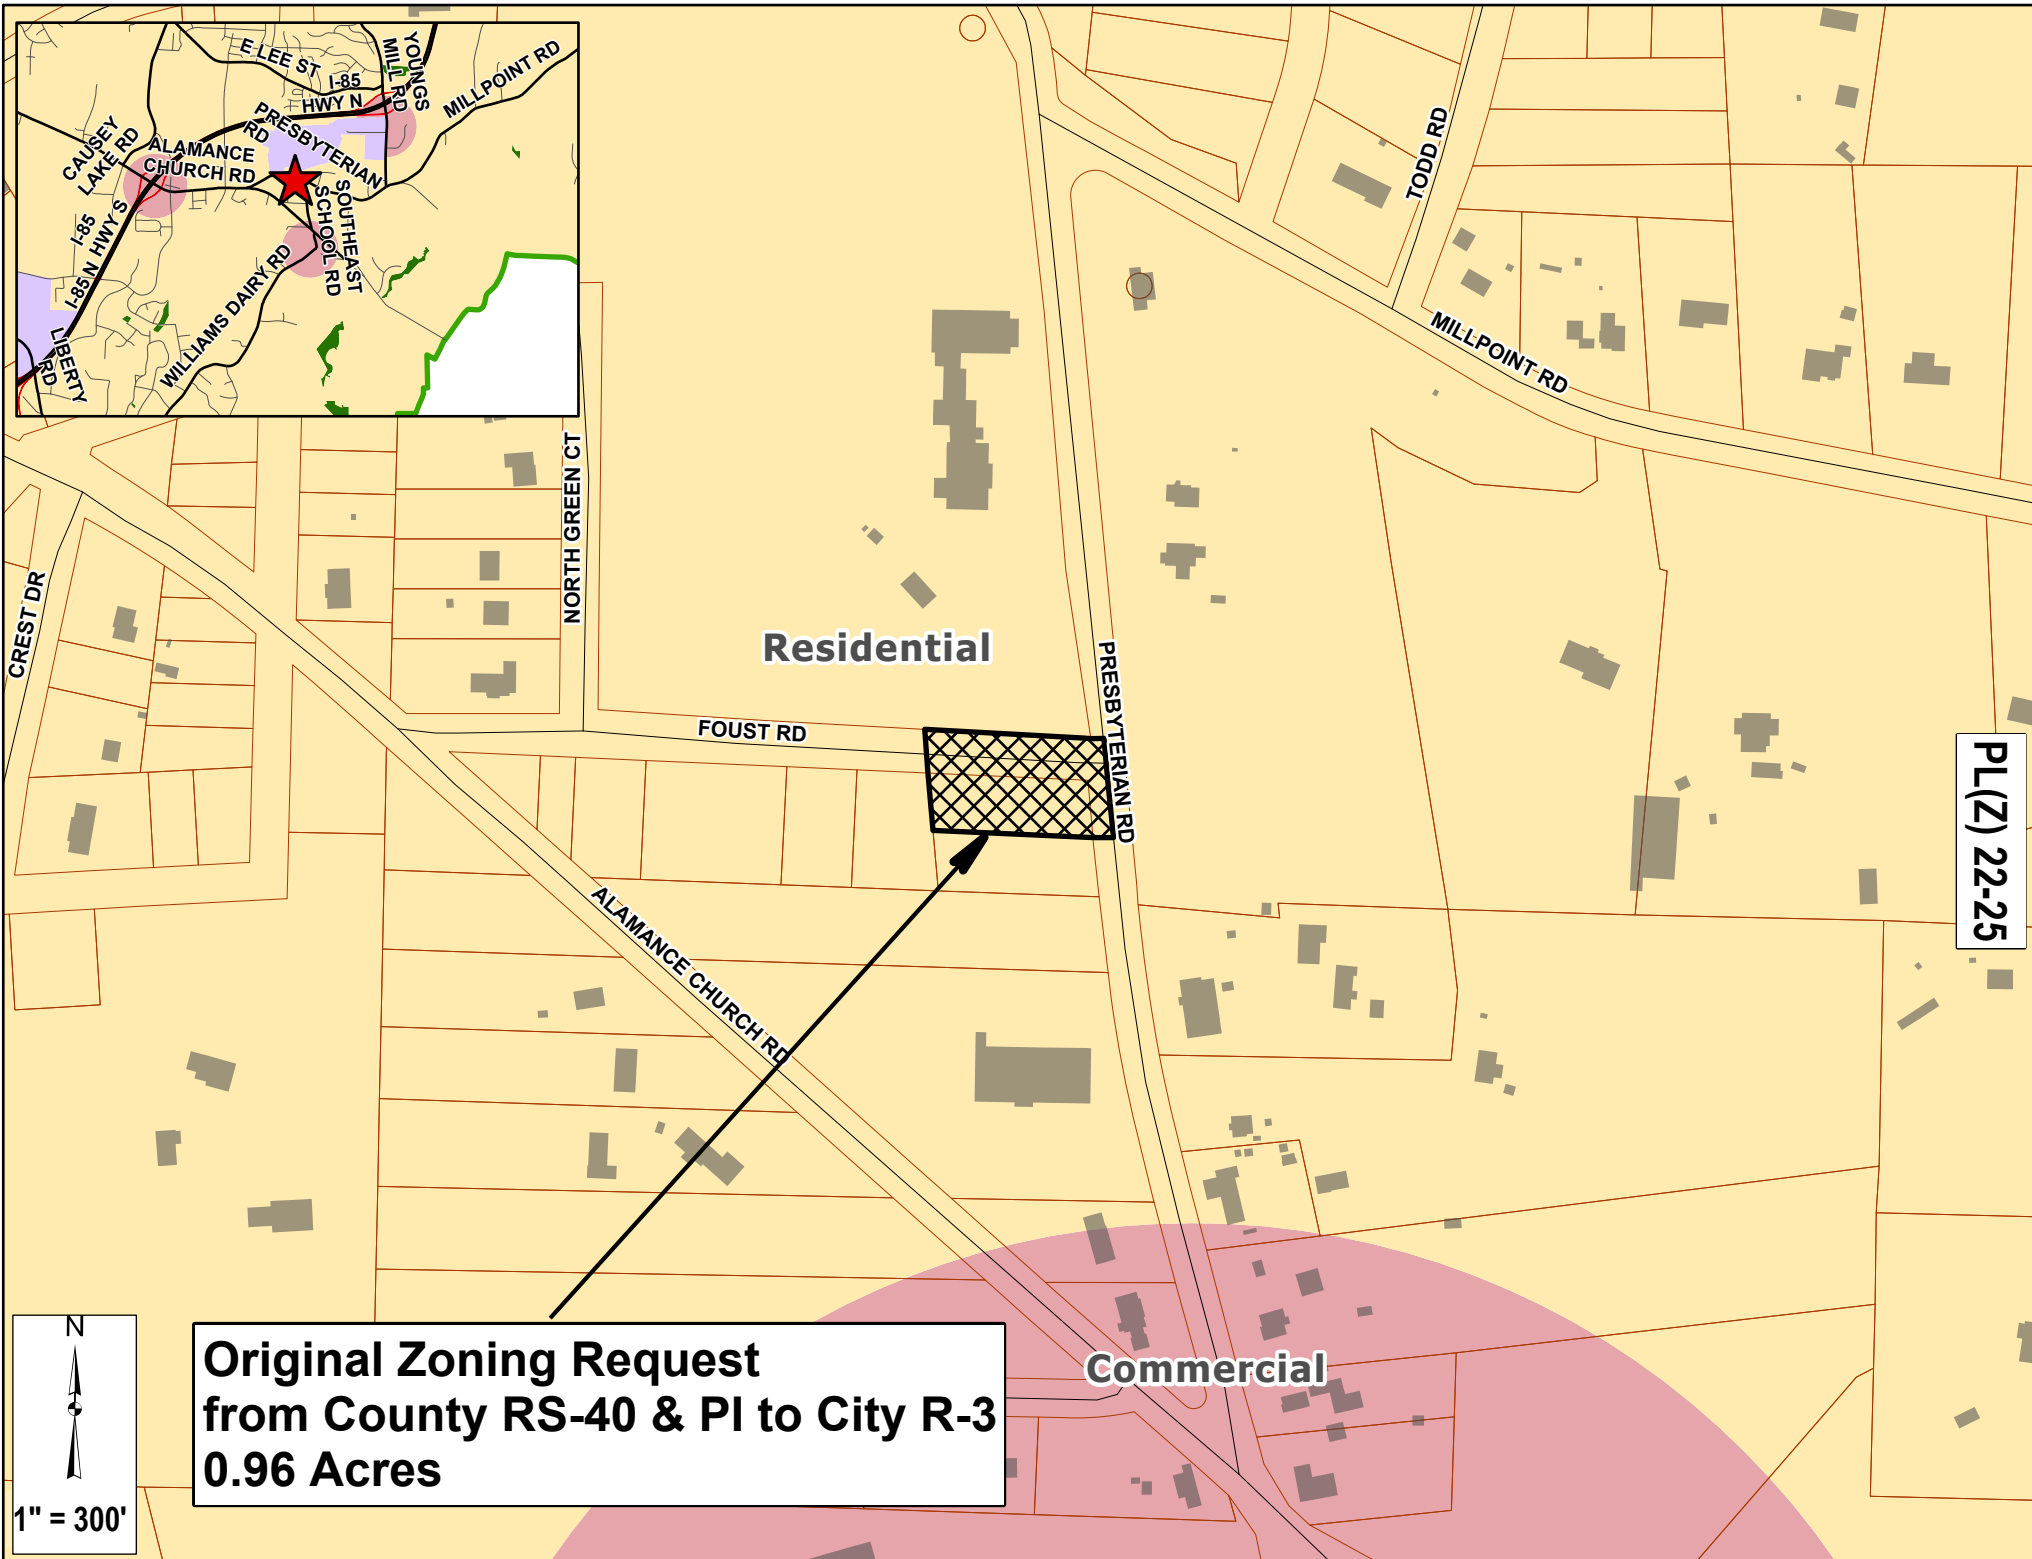 E LEE ST
I-85
HWY N
YOUNGS
MILL RD
MILLPOINT RD
PRESBYTERIAN
RD
CAUSEY
LAKE RD
ALAMANCE
CHURCH RD
SOUTHEAST
SCHOOL RD
I-85
I-85 N HWY S
WILLIAMS DAIRY RD
LIBERTY
RD
TODD RD
MILLPOINT RD
NORTH GREEN CT
CREST DR
Residential
PRESBYTERIAN RD
FOUST RD
PL(Z) 22-25
ALAMANCE CHURCH RD
Commercial
N
1" = 300'
Original Zoning Request
from County RS-40 & PI to City R-3
0.96 Acres